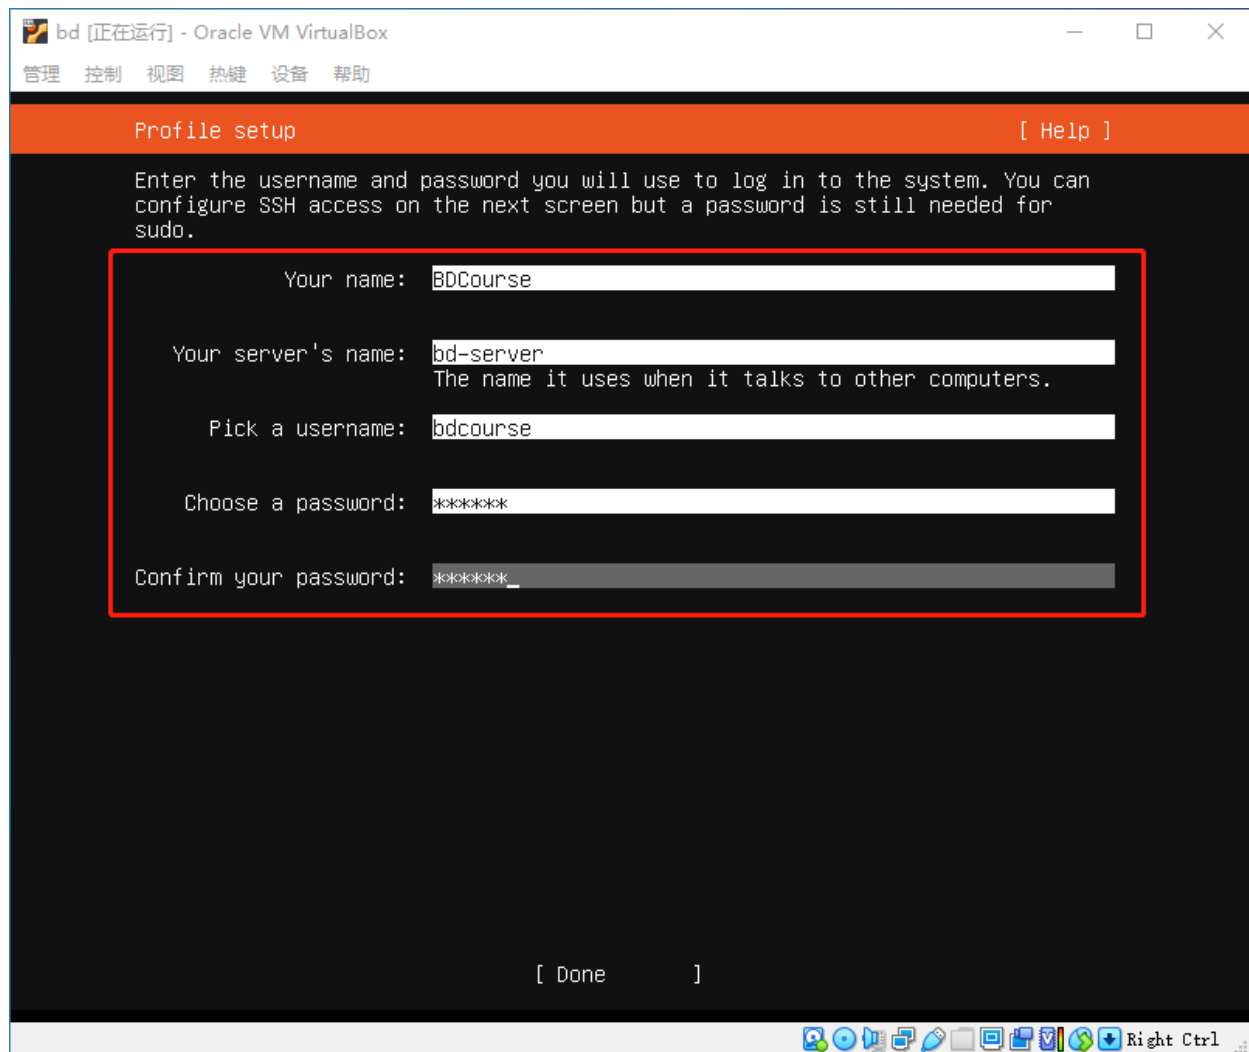 bd [正在运行] - Oracle VM VirtualBox
管理 控制 视图 热键 设备 帮助
Profile setup [ Help ]
Enter the username and password you will use to log in to the system. You can
configure SSH access on the next screen but a password is still needed for
sudo.
Your name: BDCourse
Your server's name: bd-server
The name it uses when it talks to other computers.
Pick a username: bdcourse
Choose a password: ******
Confirm your password: ******_
[ Done ]
Right Ctrl